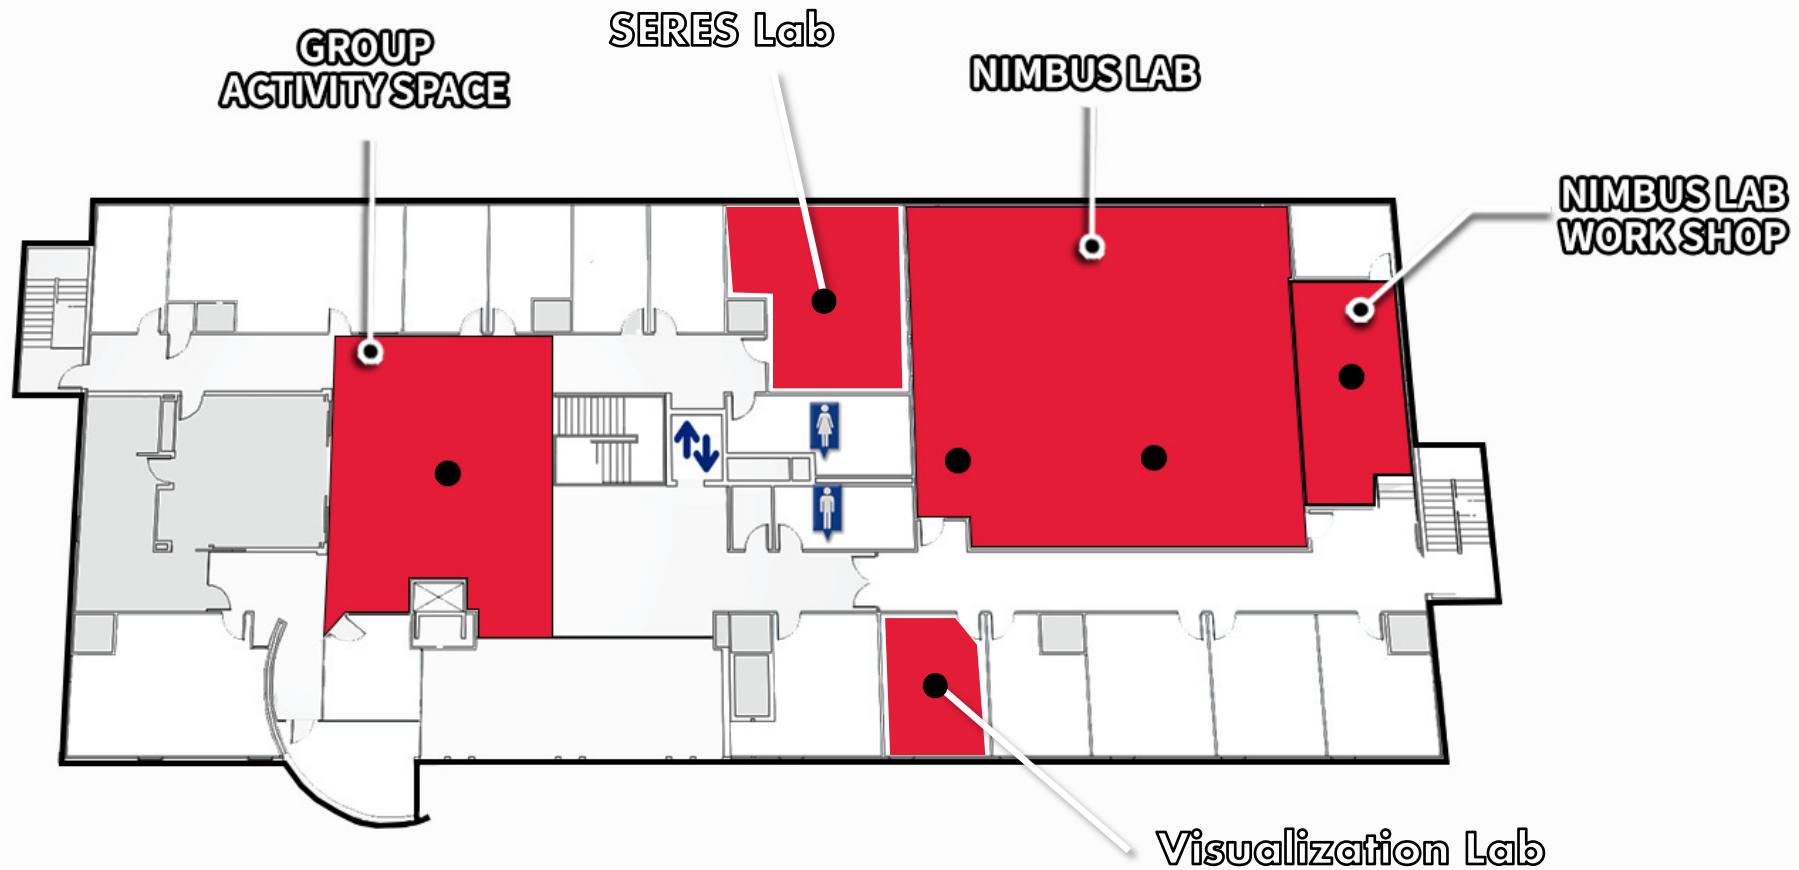 SERES Lab
GROUP
ACTIVITY SPACE
NIMBUS LAB
NIMBUS LAB
WORK SHOP
Visualization Lab